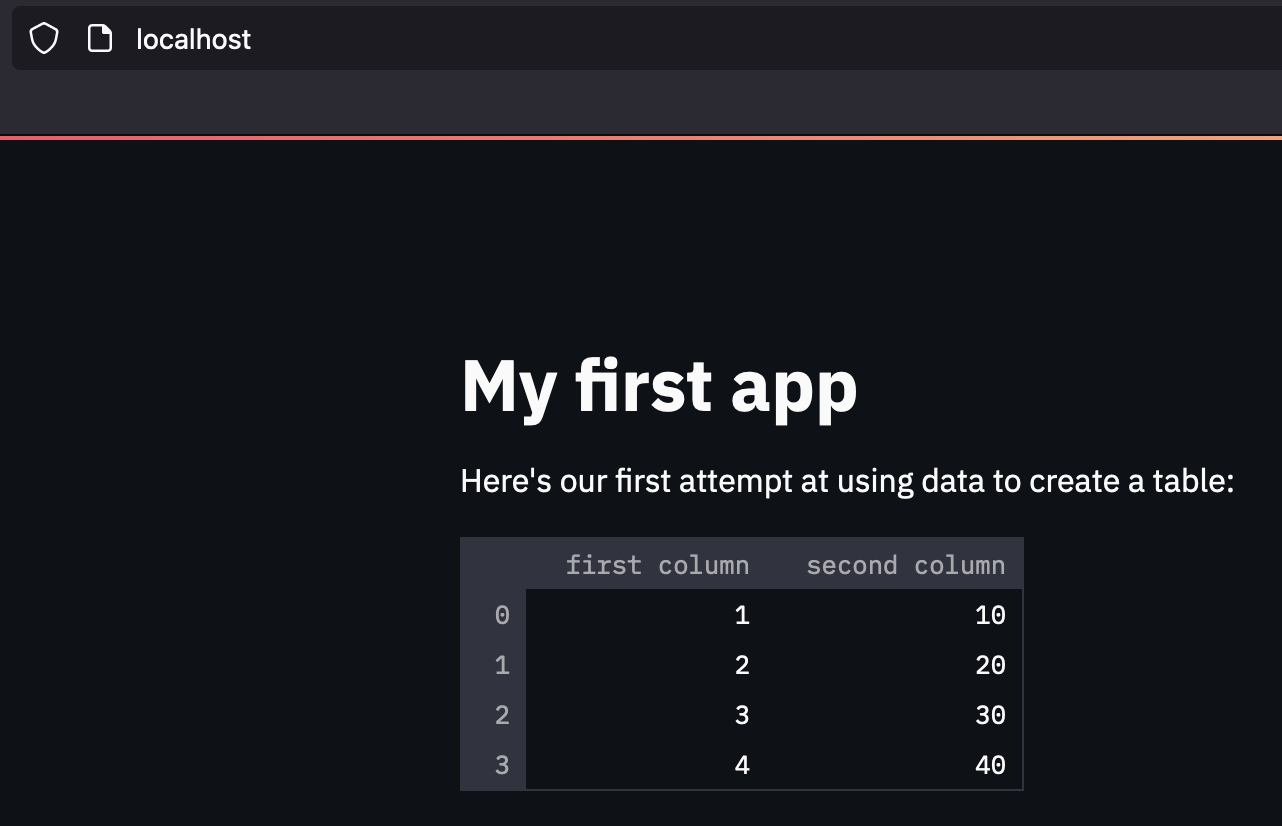 localhost
My first app
Here's our first attempt at using data to create a table:
first column second column
0 1 10
1 2 20
2 3 30
3 4 40